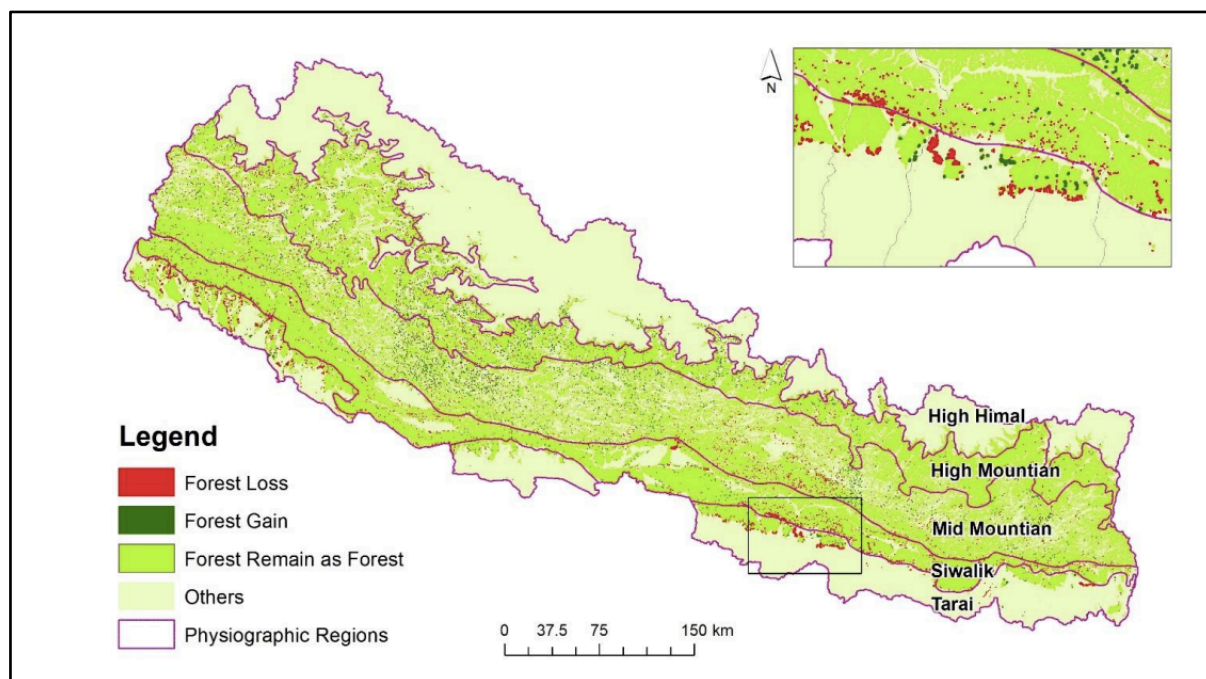 N
High Himal
High Mountian
Mid Mountian
Siwalik
Tarai
Legend
Forest Loss
Forest Gain
Forest Remain as Forest
Others
Physiographic Regions
0 37.5 75 150 km